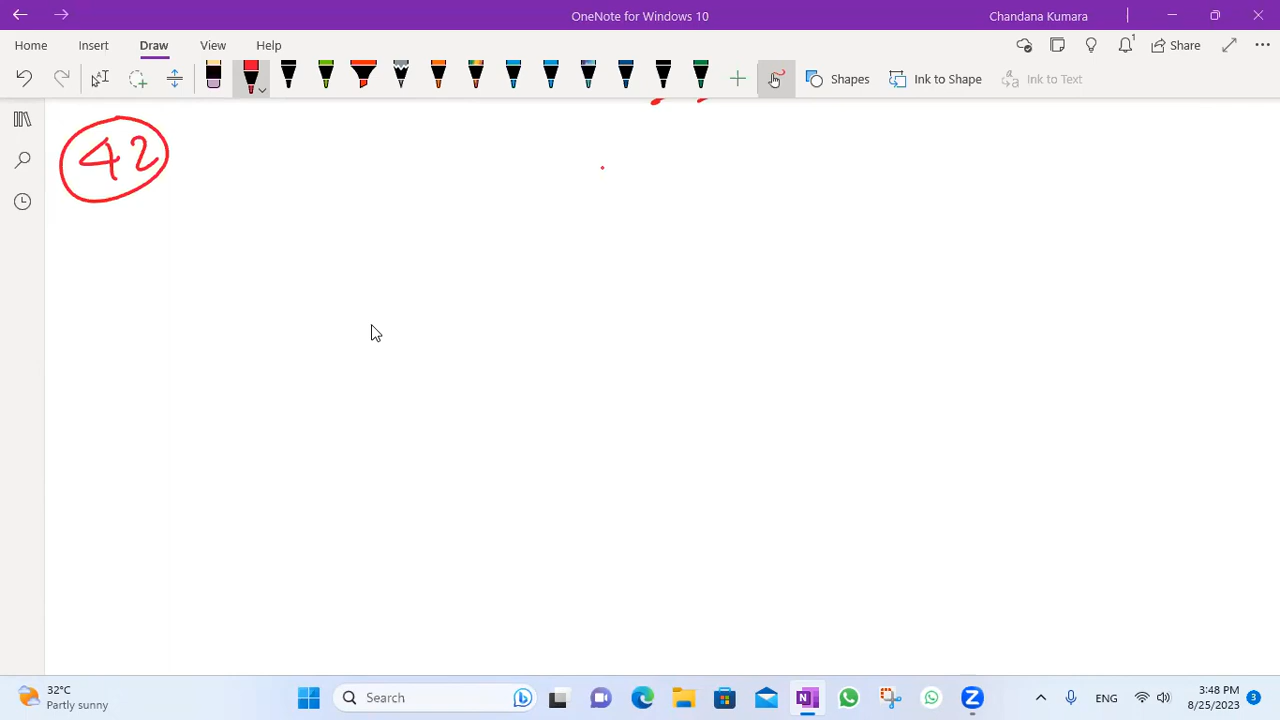 OneNote for Windows 10
Chandana Kumara
Home Insert Draw View Help
Share
Shapes Ink to Shape Ink to Text
42
32°C
Partly sunny
Search
ENG
3:48 PM
8/25/2023
3